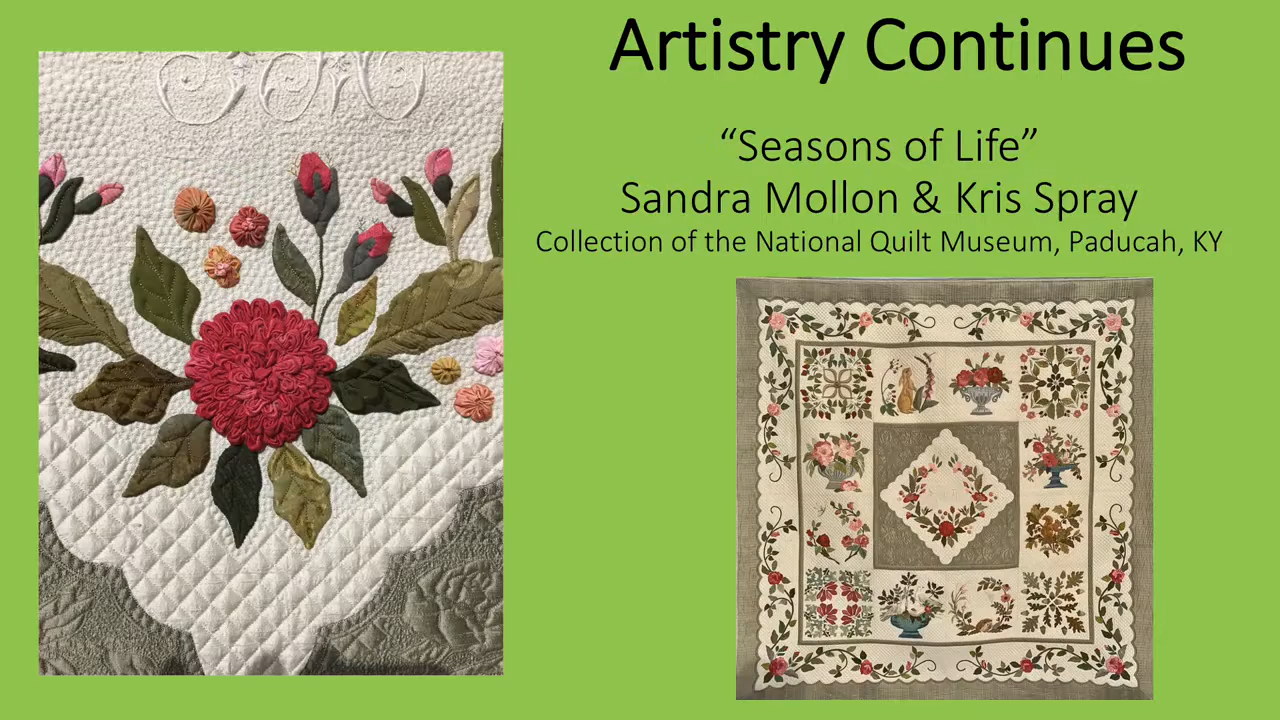 Artistry Continues
“Seasons of Life”
Sandra Mollon & Kris Spray
Collection of the National Quilt Museum, Paducah, KY